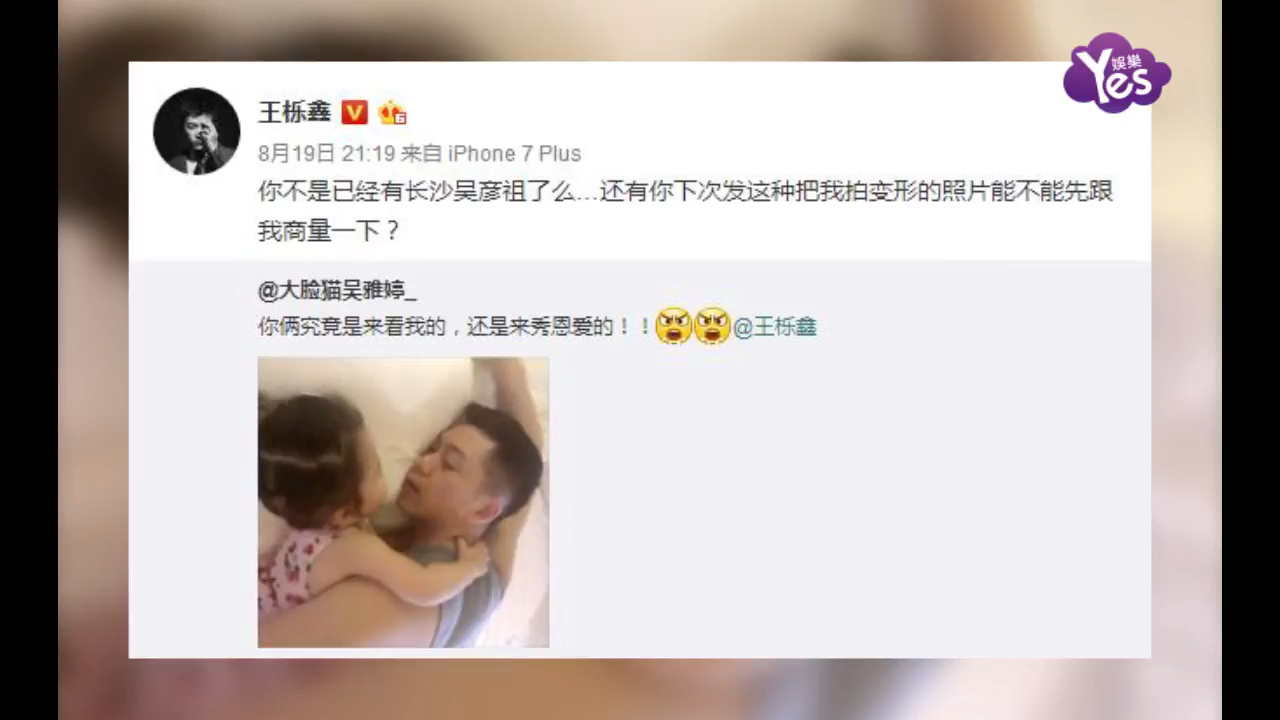 Yes 娛樂
王栎鑫
8月19日 21:19 来自 iPhone 7 Plus
你不是已经有长沙吴彦祖了么...还有你下次发这种把我拍变形的照片能不能先跟
我商量一下？
@大脸猫吴雅婷_
你俩究竟是来看我的，还是来秀恩爱的！！@王栎鑫